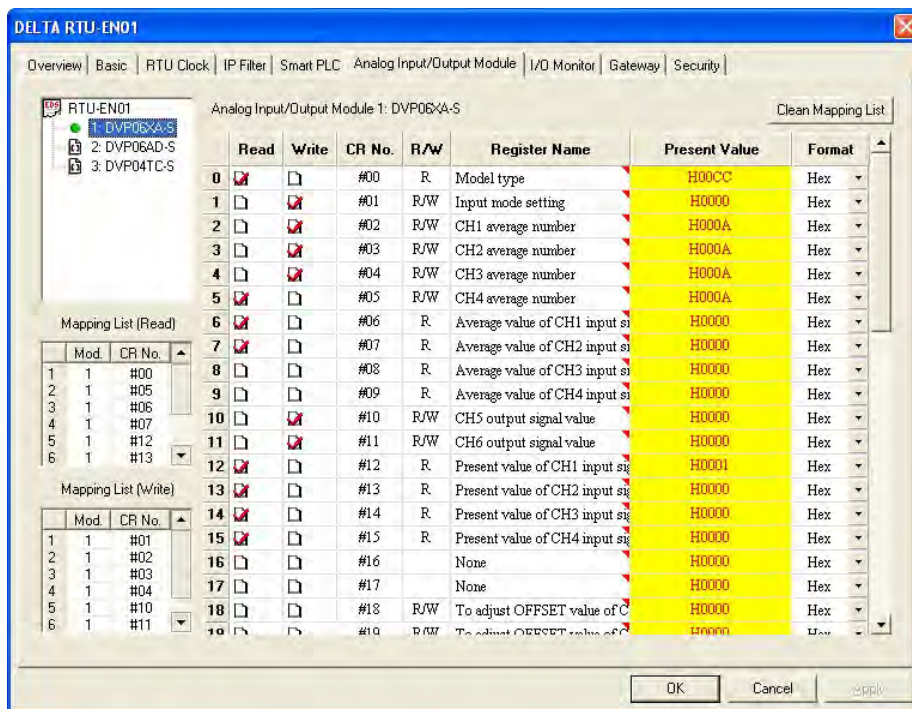 DELTA RTU-EN01
Overview Basic RTU Clock IP Filter Smart PLC Analog Input/Output Module I/O Monitor Gateway Security
EDS RTU-EN01
1: DVP06XA-S
2: DVP06AD-S
3: DVP04TC-S
Analog Input/Output Module 1: DVP06XA-S
Clean Mapping List
Read Write CR No. R/W Register Name Present Value Format
0 #00 R Model type H00CC Hex
1 #01 R/W Input mode setting H0000 Hex
2 #02 R/W CH1 average number H000A Hex
3 #03 R/W CH2 average number H000A Hex
4 #04 R/W CH3 average number H000A Hex
5 #05 R/W CH4 average number H000A Hex
6 #06 R Average value of CH1 input si H0000 Hex
7 #07 R Average value of CH2 input si H0000 Hex
8 #08 R Average value of CH3 input si H0000 Hex
9 #09 R Average value of CH4 input si H0000 Hex
10 #10 R/W CH5 output signal value H0000 Hex
11 #11 R/W CH6 output signal value H0000 Hex
12 #12 R Present value of CH1 input sig H0001 Hex
13 #13 R Present value of CH2 input sig H0000 Hex
14 #14 R Present value of CH3 input sig H0000 Hex
15 #15 R Present value of CH4 input sig H0000 Hex
16 #16 None H0000 Hex
17 #17 None H0000 Hex
18 #18 R/W To adjust OFFSET value of C H0000 Hex
19 #19 R/W To adjust OFFSET value of C H0000 Hex
Mapping List (Read)
Mod. CR No.
1 1 #00
2 1 #05
3 1 #06
4 1 #07
5 1 #12
6 1 #13
Mapping List (Write)
Mod. CR No.
1 1 #01
2 1 #02
3 1 #03
4 1 #04
5 1 #10
6 1 #11
OK Cancel Apply